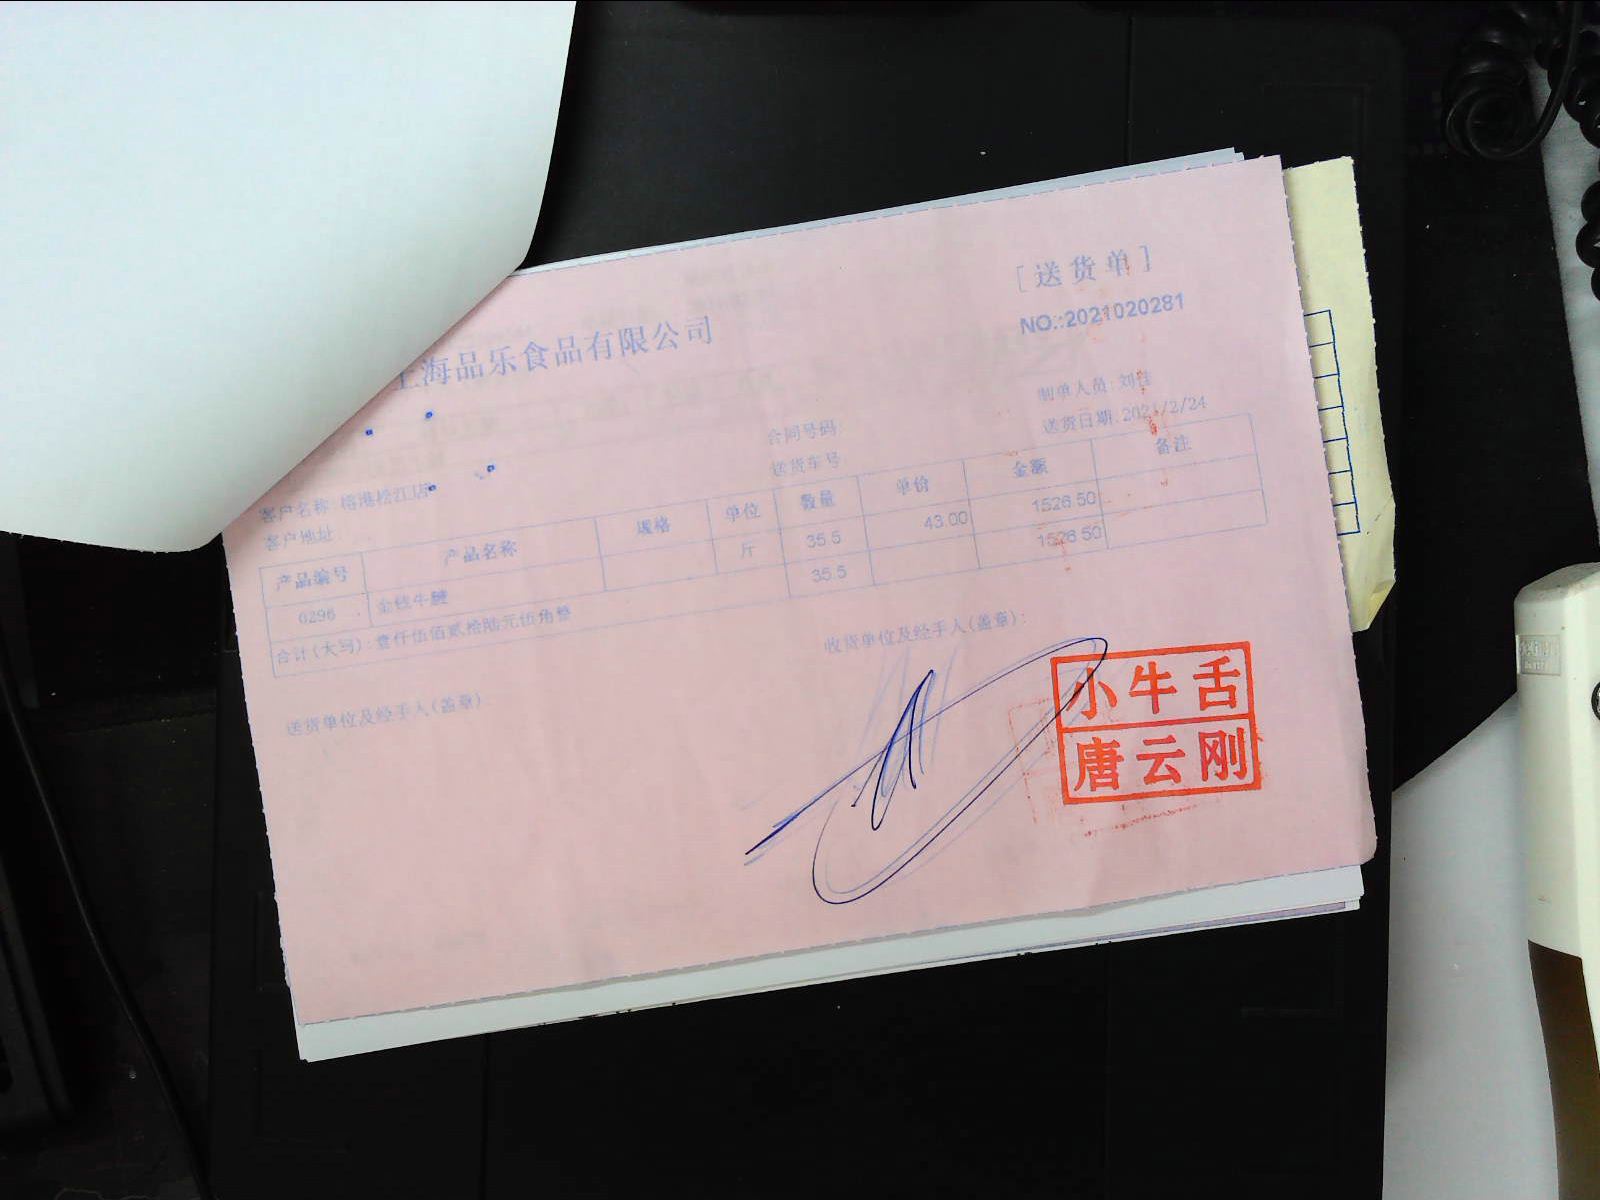 上海品乐食品有限公司
[送货单]
NO.:2021020281
制单人员:刘佳
合同号码:
送货日期:2021/2/24
客户名称:榕港松江店
送货车号
客户地址:
产品编号 产品名称 规格 单位 数量 单价 金额 备注
0296 金钱牛腱 斤 35.5 43.00 1526.50
合计(大写):壹仟伍佰贰拾陆元伍角整 35.5 1526.50
送货单位及经手人(盖章):
收货单位及经手人(盖章):
小牛舌
唐云刚